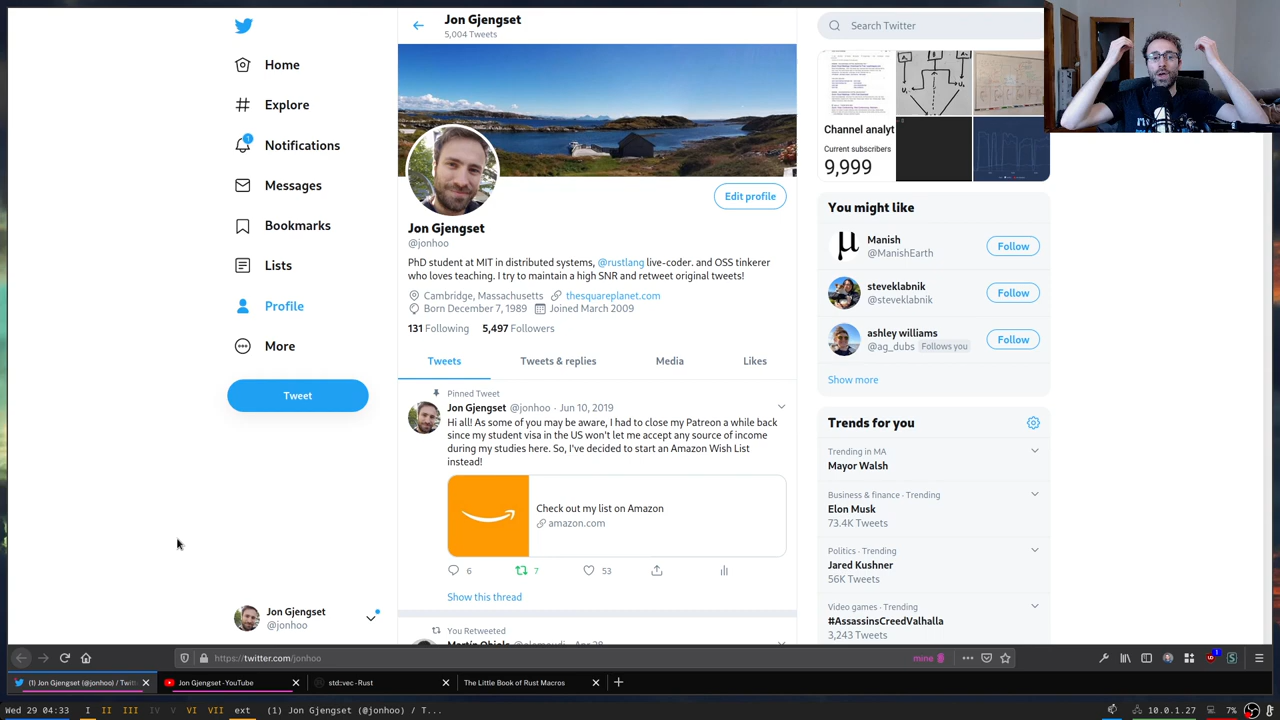 Jon Gjengset
5,004 Tweets
Search Twitter
Home
Explore
1
Notifications
Messages
Bookmarks
Lists
Profile
More
Tweet
Jon Gjengset
@jonhoo
Edit profile
Jon Gjengset
@jonhoo
PhD student at MIT in distributed systems, @rustlang live-coder. and OSS tinkerer
who loves teaching. I try to maintain a high SNR and retweet original tweets!
Cambridge, Massachusetts thesquareplanet.com
Born December 7, 1989 Joined March 2009
131 Following 5,497 Followers
Tweets Tweets & replies Media Likes
Pinned Tweet
Jon Gjengset @jonhoo · Jun 10, 2019
Hi all! As some of you may be aware, I had to close my Patreon a while back
since my student visa in the US won't let me accept any source of income
during my studies here. So, I've decided to start an Amazon Wish List
instead!
Check out my list on Amazon
amazon.com
6 7 53
Show this thread
You Retweeted
Channel analyt
Current subscribers
9,999
You might like
Manish
@ManishEarth
Follow
steveklabnik
@steveklabnik
Follow
ashley williams
@ag_dubs Follows you
Follow
Show more
Trends for you
Trending in MA
Mayor Walsh
Business & finance · Trending
Elon Musk
73.4K Tweets
Politics · Trending
Jared Kushner
56K Tweets
Video games · Trending
#AssassinsCreedValhalla
3,243 Tweets
https://twitter.com/jonhoo
mine
1
(1) Jon Gjengset (@jonhoo) / Twitt
Jon Gjengset - YouTube
std::vec - Rust
The Little Book of Rust Macros
Wed 29 04:33 I II III IV V VI VII ext (1) Jon Gjengset (@jonhoo) / T...
10.0.1.27 7%